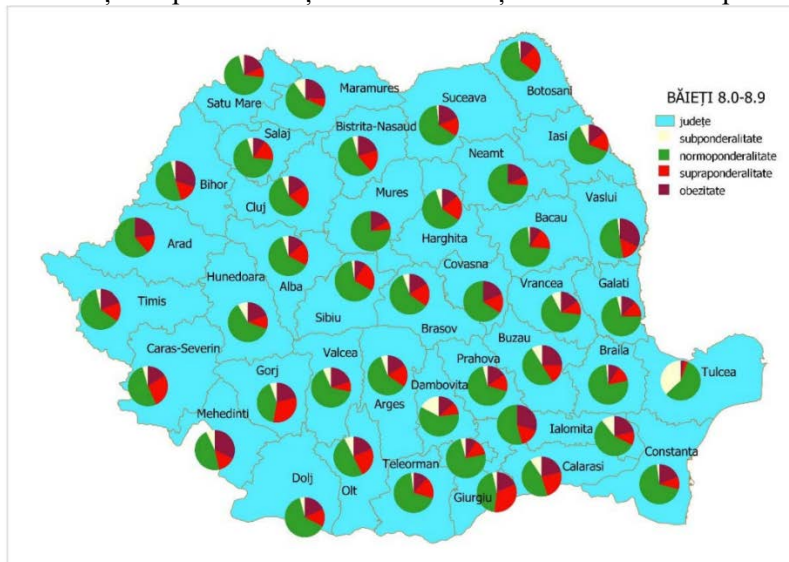 BĂIEȚI 8.0-8.9
județe
subponderalitate
normoponderalitate
supraponderalitate
obezitate
Satu Mare
Maramures
Suceava
Botosani
Salaj
Bistrita-Nasaud
Iasi
Neamt
Bihor
Cluj
Mures
Vaslui
Bacau
Harghita
Arad
Hunedoara
Alba
Covasna
Timis
Sibiu
Brasov
Vrancea
Galati
Caras-Severin
Valcea
Buzau
Gorj
Prahova
Braila
Tulcea
Mehedinti
Arges
Dambovita
Ialomita
Constanta
Dolj
Olt
Teleorman
Giurgiu
Calarasi